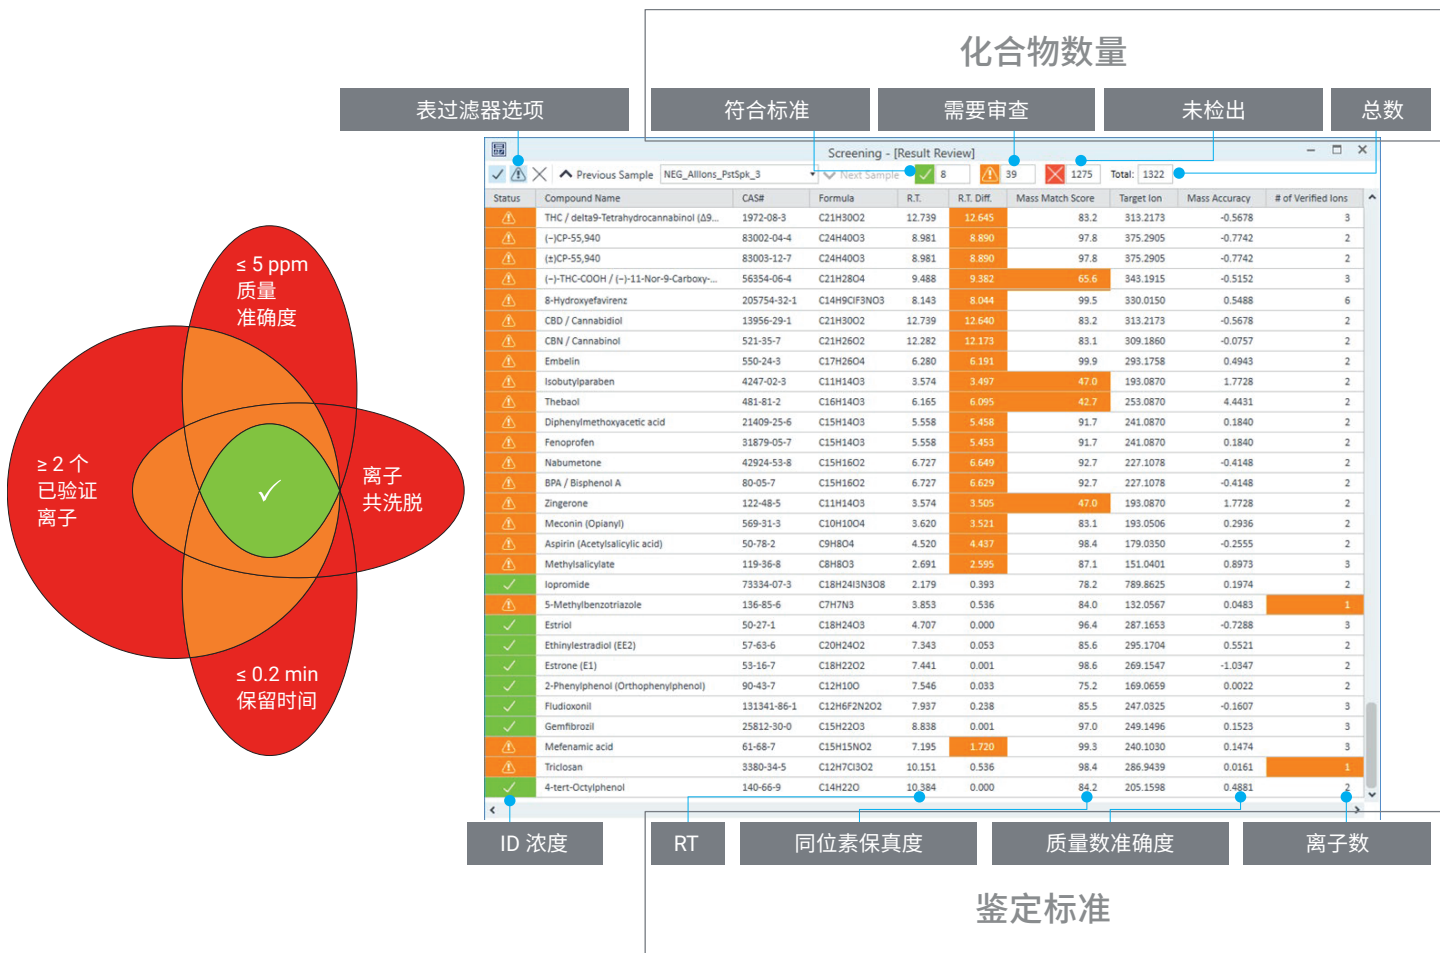 化合物数量
表过滤器选项
符合标准
需要审查
未检出
总数
Screening - [Result Review]
Previous Sample NEG_AllIons_PstSpk_3 Next Sample 8 39 1275 Total: 1322
Status Compound Name CAS# Formula R.T. R.T. Diff. Mass Match Score Target Ion Mass Accuracy # of Verified Ions
THC / delta9-Tetrahydrocannabinol (Δ9... 1972-08-3 C21H30O2 12.739 12.645 83.2 313.2173 -0.5678 3
(−)CP-55,940 83002-04-4 C24H40O3 8.981 8.890 97.8 375.2905 -0.7742 2
(±)CP-55,940 83003-12-7 C24H40O3 8.981 8.890 97.8 375.2905 -0.7742 2
(−)-THC-COOH / (−)-11-Nor-9-Carboxy-... 56354-06-4 C21H28O4 9.488 9.382 65.6 343.1915 -0.5152 3
8-Hydroxyefavirenz 205754-32-1 C14H9ClF3NO3 8.143 8.044 99.5 330.0150 0.5488 6
CBD / Cannabidiol 13956-29-1 C21H30O2 12.739 12.640 83.2 313.2173 -0.5678 2
CBN / Cannabinol 521-35-7 C21H26O2 12.282 12.173 83.1 309.1860 -0.0757 2
Embelin 550-24-3 C17H26O4 6.280 6.191 99.9 293.1758 0.4943 2
Isobutylparaben 4247-02-3 C11H14O3 3.574 3.497 47.0 193.0870 1.7728 2
Thebaol 481-81-2 C16H14O3 6.165 6.095 42.7 253.0870 4.4431 2
Diphenylmethoxyacetic acid 21409-25-6 C15H14O3 5.558 5.458 91.7 241.0870 0.1840 2
Fenoprofen 31879-05-7 C15H14O3 5.558 5.453 91.7 241.0870 0.1840 2
Nabumetone 42924-53-8 C15H16O2 6.727 6.649 92.7 227.1078 -0.4148 2
BPA / Bisphenol A 80-05-7 C15H16O2 6.727 6.629 92.7 227.1078 -0.4148 2
Zingerone 122-48-5 C11H14O3 3.574 3.505 47.0 193.0870 1.7728 2
Meconin (Opianyl) 569-31-3 C10H10O4 3.620 3.521 83.1 193.0506 0.2936 2
Aspirin (Acetylsalicylic acid) 50-78-2 C9H8O4 4.520 4.437 98.4 179.0350 -0.2555 2
Methylsalicylate 119-36-8 C8H8O3 2.691 2.595 87.1 151.0401 0.8973 3
Iopromide 73334-07-3 C18H24I3N3O8 2.179 0.393 78.2 789.8625 0.1974 2
5-Methylbenzotriazole 136-85-6 C7H7N3 3.853 0.536 84.0 132.0567 0.0483 1
Estriol 50-27-1 C18H24O3 4.707 0.000 96.4 287.1653 -0.7288 3
Ethinylestradiol (EE2) 57-63-6 C20H24O2 7.343 0.053 85.6 295.1704 0.5521 2
Estrone (E1) 53-16-7 C18H22O2 7.441 0.001 98.6 269.1547 -1.0347 2
2-Phenylphenol (Orthophenylphenol) 90-43-7 C12H10O 7.546 0.033 75.2 169.0659 0.0022 2
Fludioxonil 131341-86-1 C12H6F2N2O2 7.937 0.238 85.5 247.0325 -0.1607 3
Gemfibrozil 25812-30-0 C15H22O3 8.838 0.001 97.0 249.1496 0.1523 3
Mefenamic acid 61-68-7 C15H15NO2 7.195 1.720 99.3 240.1030 0.1474 3
Triclosan 3380-34-5 C12H7Cl3O2 10.151 0.536 98.4 286.9439 0.0161 1
4-tert-Octylphenol 140-66-9 C14H22O 10.384 0.000 84.2 205.1598 0.4881 2
≤ 5 ppm
质量
准确度
≥ 2 个
已验证
离子
离子
共洗脱
≤ 0.2 min
保留时间
ID 浓度
RT
同位素保真度
质量数准确度
离子数
鉴定标准